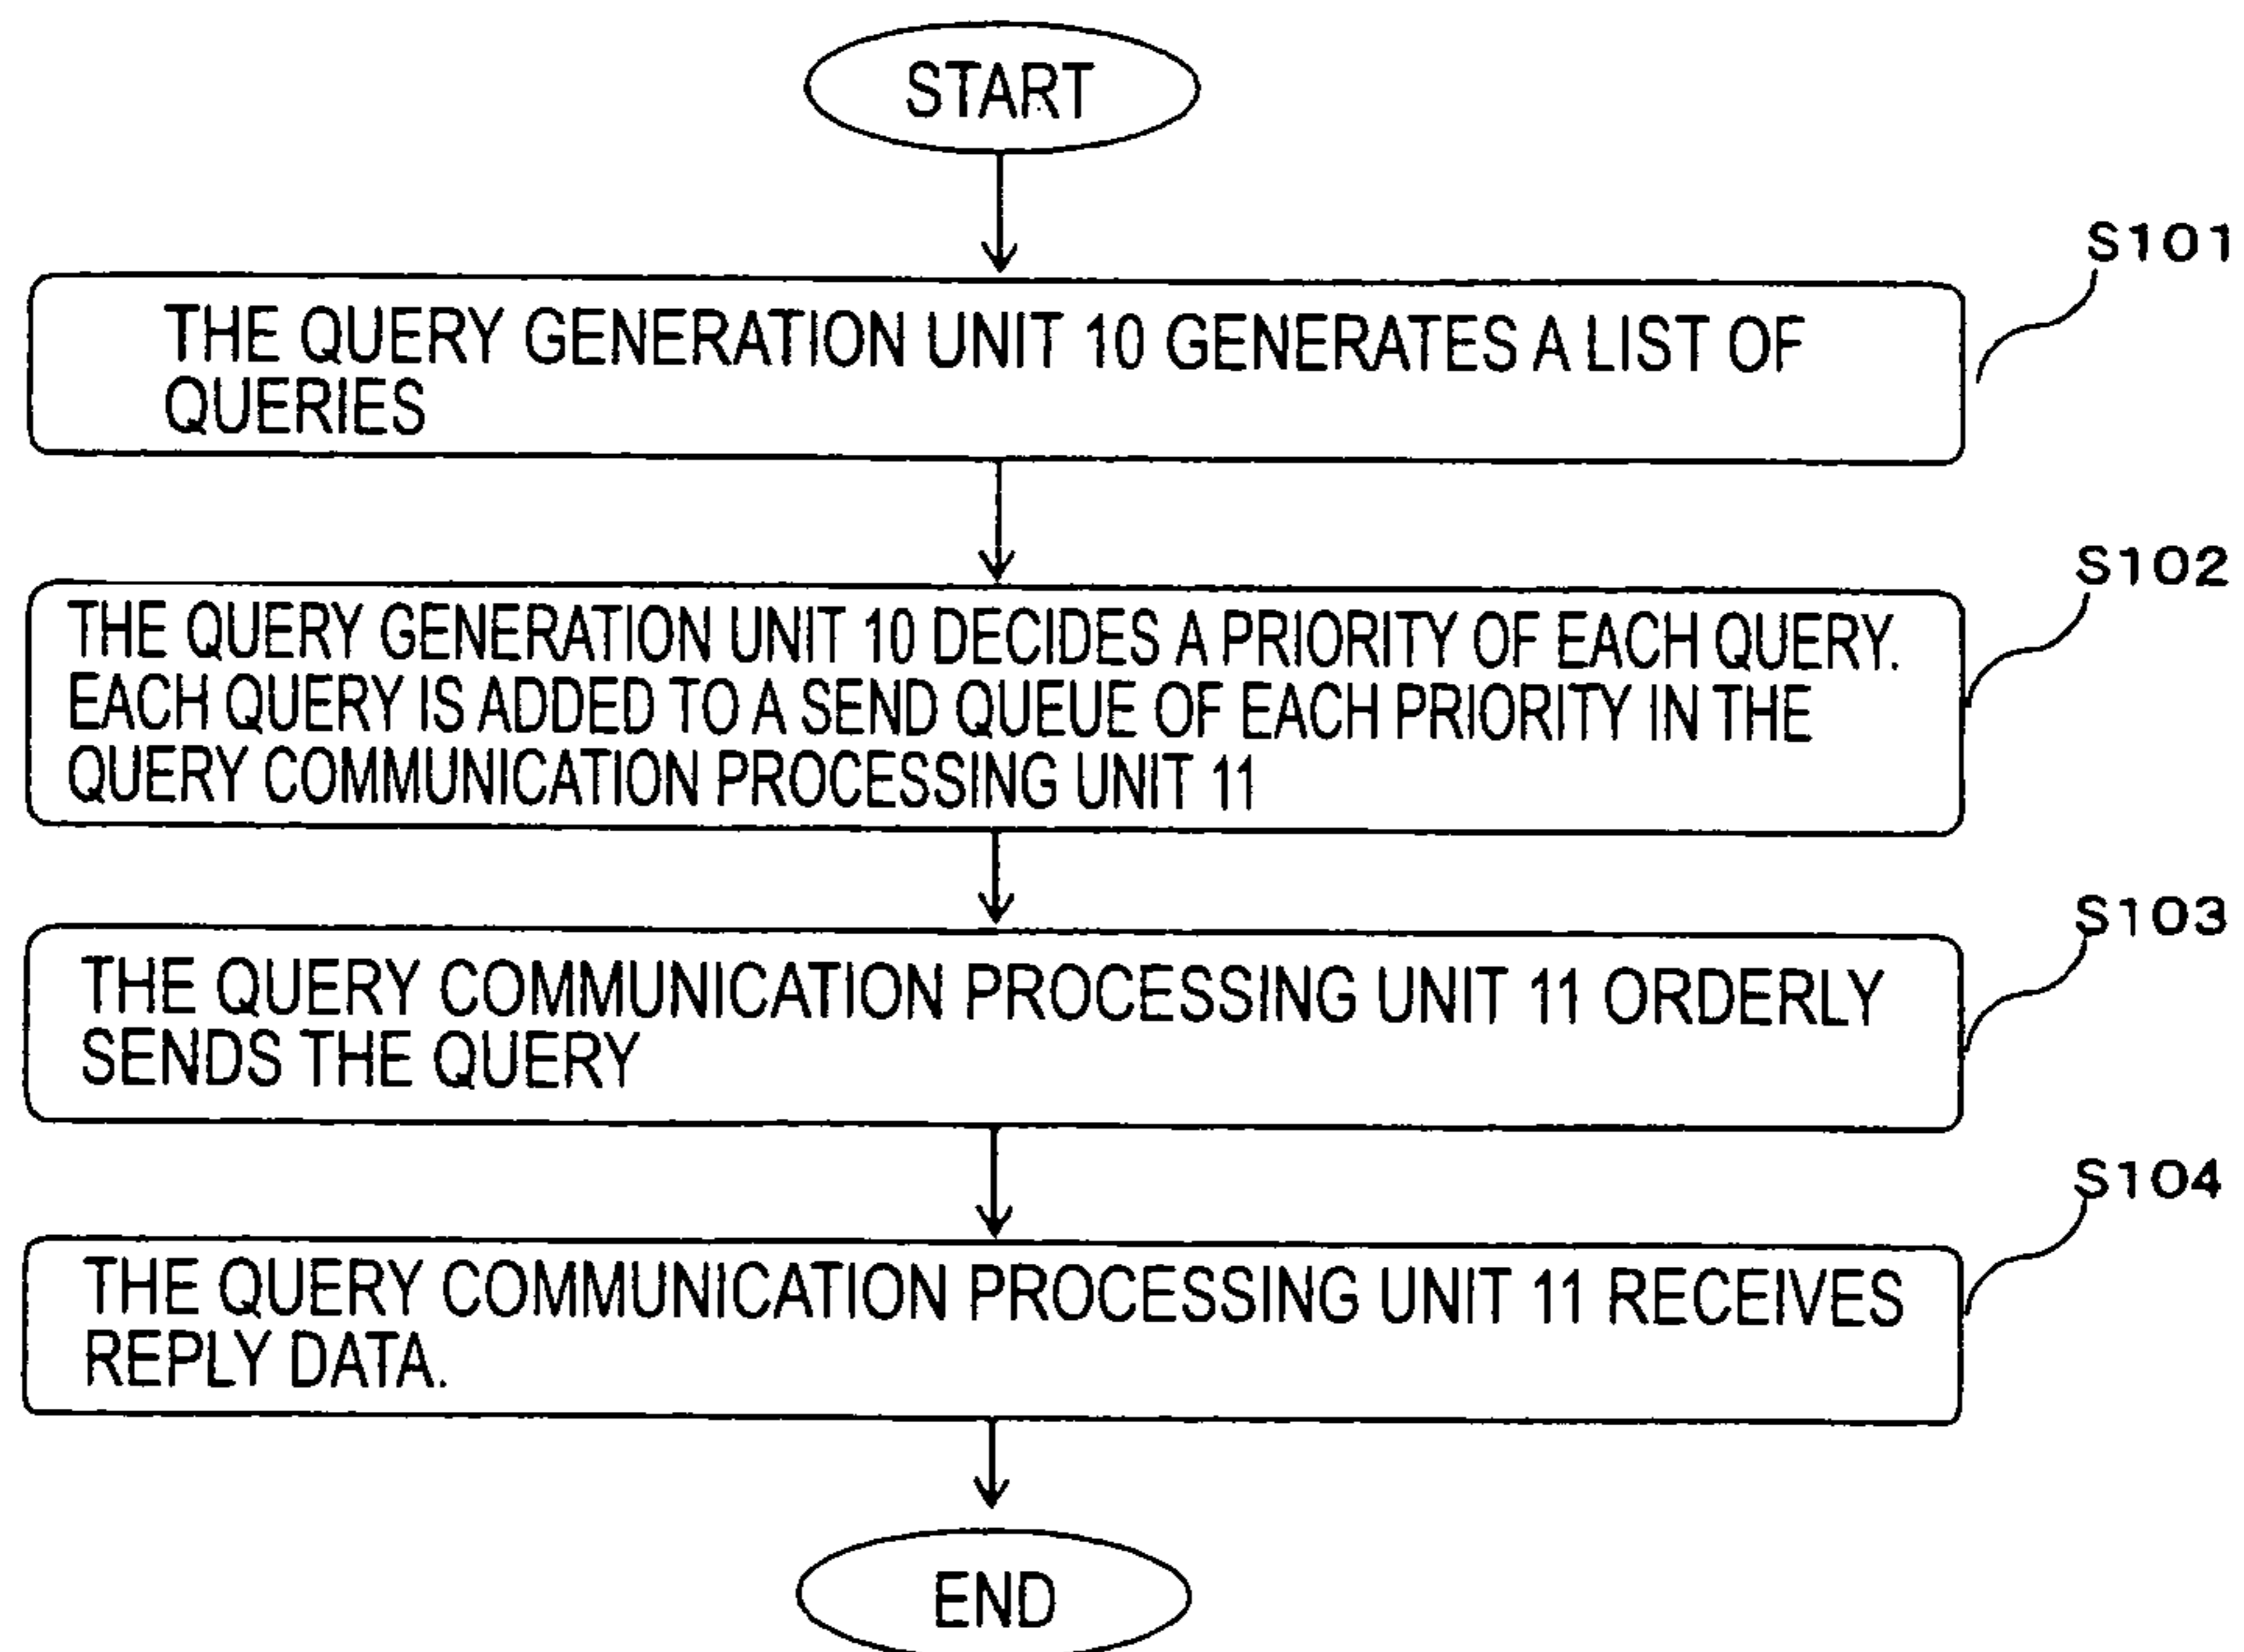 START
S101
THE QUERY GENERATION UNIT 10 GENERATES A LIST OF
QUERIES
S102
THE QUERY GENERATION UNIT 10 DECIDES A PRIORITY OF EACH QUERY.
EACH QUERY IS ADDED TO A SEND QUEUE OF EACH PRIORITY IN THE
QUERY COMMUNICATION PROCESSING UNIT 11
S103
THE QUERY COMMUNICATION PROCESSING UNIT 11 ORDERLY
SENDS THE QUERY
S104
THE QUERY COMMUNICATION PROCESSING UNIT 11 RECEIVES
REPLY DATA.
END